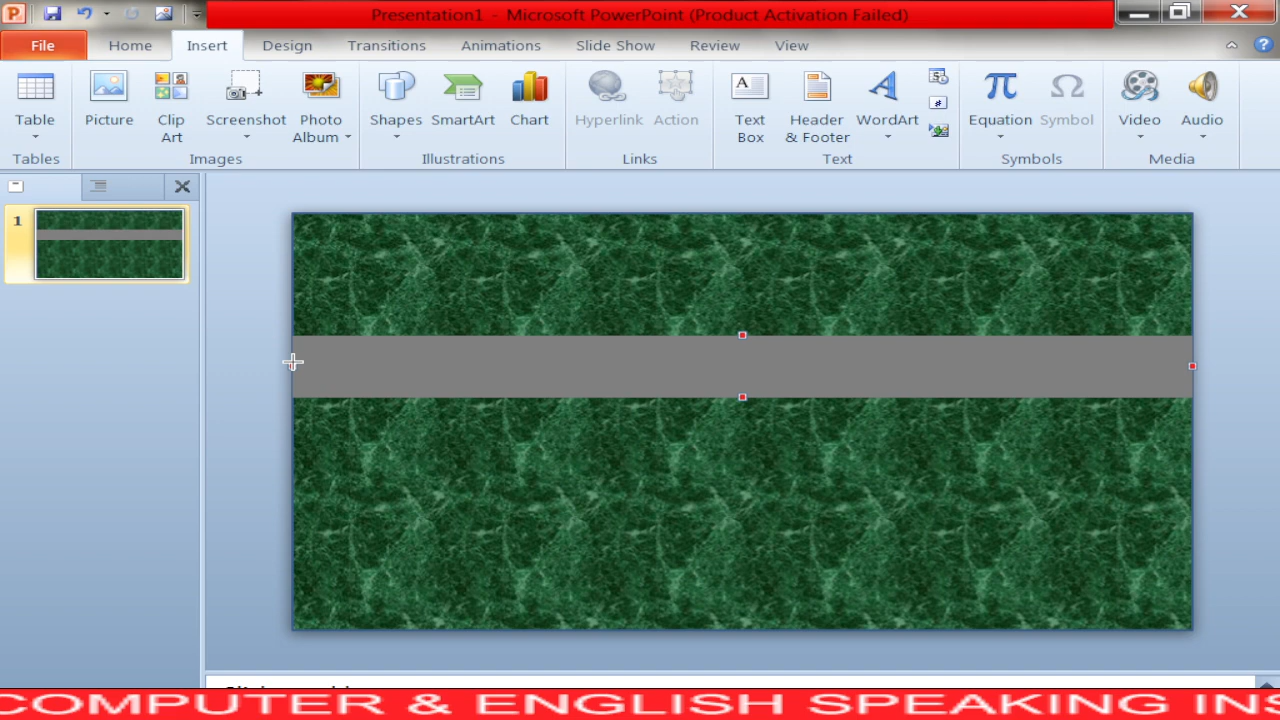 Presentation1 - Microsoft PowerPoint (Product Activation Failed)
File Home Insert Design Transitions Animations Slide Show Review View
Table Picture Clip Art Screenshot Photo Album Shapes SmartArt Chart Hyperlink Action Text Box Header & Footer WordArt Equation Symbol Video Audio
Tables Images Illustrations Links Text Symbols Media
1
COMPUTER & ENGLISH SPEAKING INS